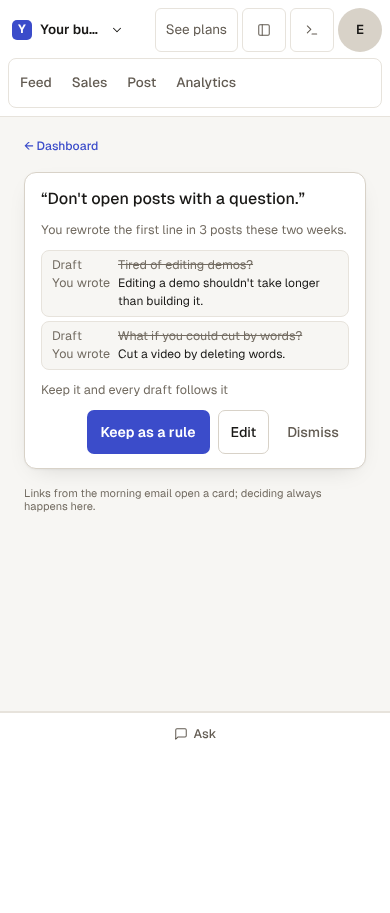 Y Your bu...
See plans
E
Feed Sales Post Analytics
← Dashboard
“Don't open posts with a question.”
You rewrote the first line in 3 posts these two weeks.
Draft Tired of editing demos?
You wrote Editing a demo shouldn't take longer
than building it.
Draft What if you could cut by words?
You wrote Cut a video by deleting words.
Keep it and every draft follows it
Keep as a rule Edit Dismiss
Links from the morning email open a card; deciding always
happens here.
Ask